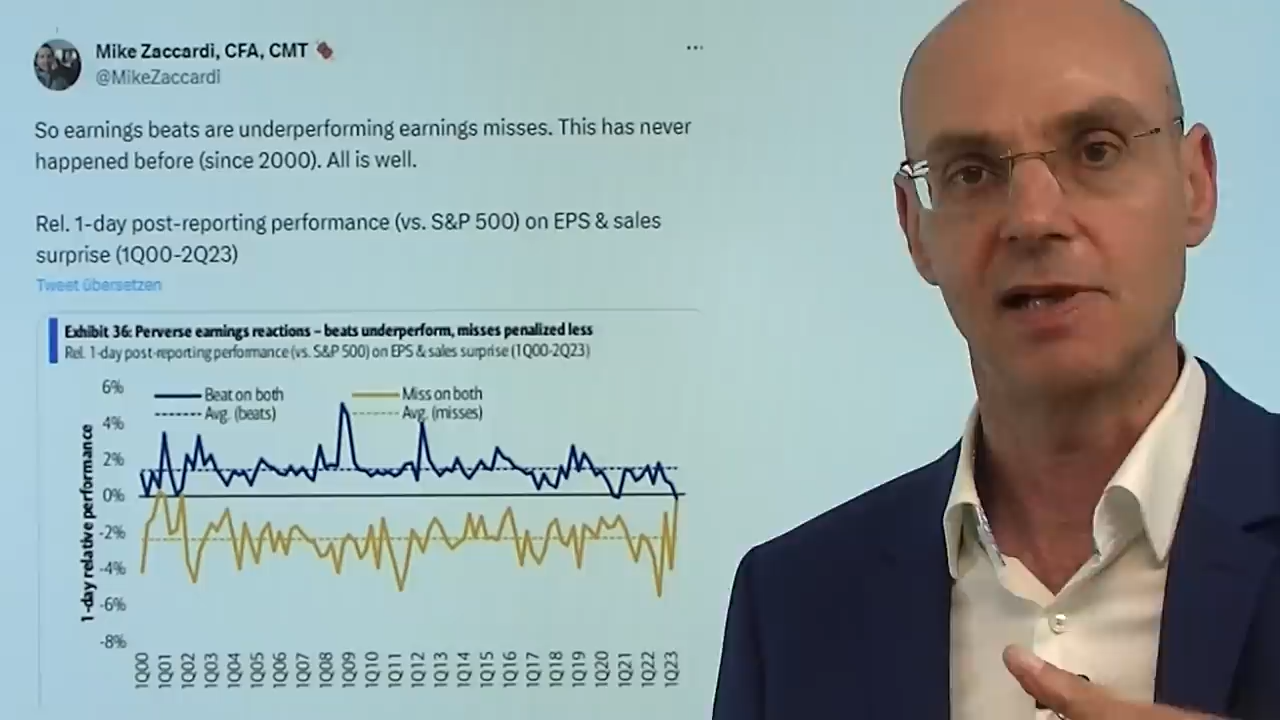 Mike Zaccardi, CFA, CMT
@MikeZaccardi
...
So earnings beats are underperforming earnings misses. This has never
happened before (since 2000). All is well.
Rel. 1-day post-reporting performance (vs. S&P 500) on EPS & sales
surprise (1Q00-2Q23)
Tweet übersetzen
Exhibit 36: Perverse earnings reactions – beats underperform, misses penalized less
Rel. 1-day post-reporting performance (vs. S&P 500) on EPS & sales surprise (1Q00-2Q23)
1-day relative performance
6%
4%
2%
0%
-2%
-4%
-6%
-8%
Beat on both
Miss on both
Avg. (beats)
Avg. (misses)
1Q00
1Q01
1Q02
1Q03
1Q04
1Q05
1Q06
1Q07
1Q08
1Q09
1Q10
1Q11
1Q12
1Q13
1Q14
1Q15
1Q16
1Q17
1Q18
1Q19
1Q20
1Q21
1Q22
1Q23